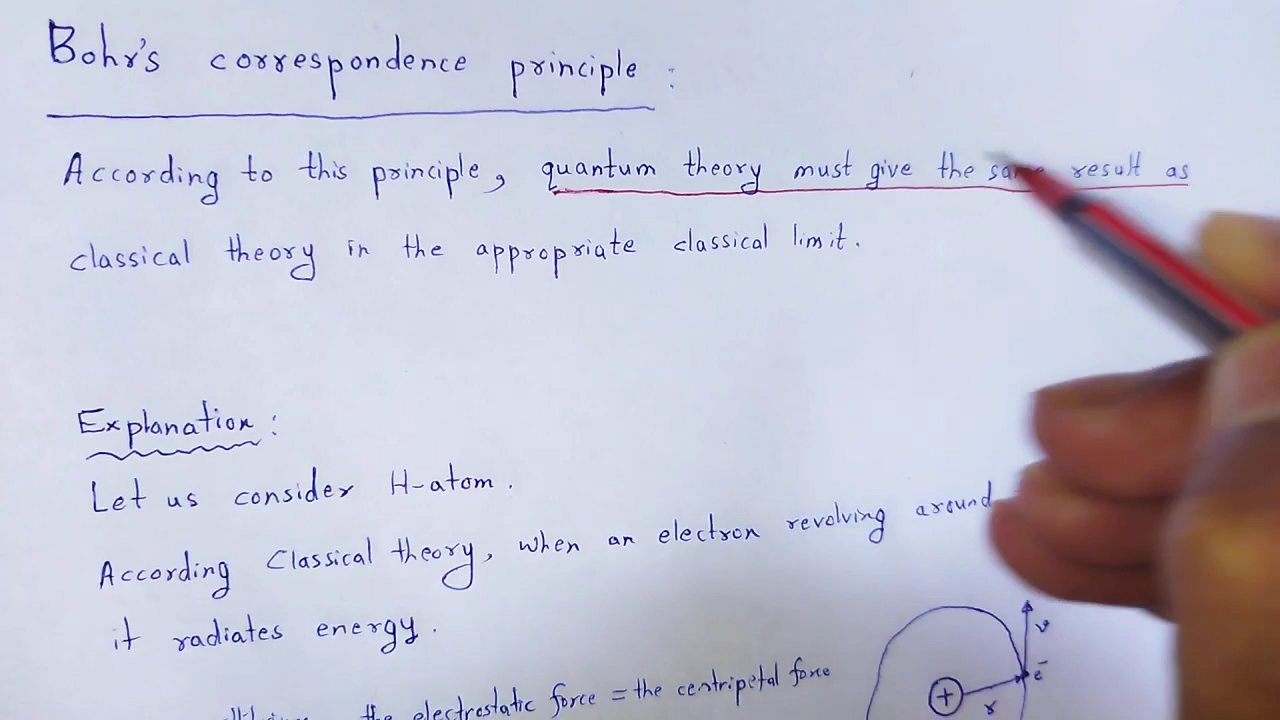 Bohr's correspondence principle :
According to this principle, quantum theory must give the same result as
classical theory in the appropriate classical limit.
Explanation :
Let us consider H-atom.
According Classical theory, when an electron revolving around
it radiates energy.
the electrostatic force = the centripetal force
v
e⁻
+
r